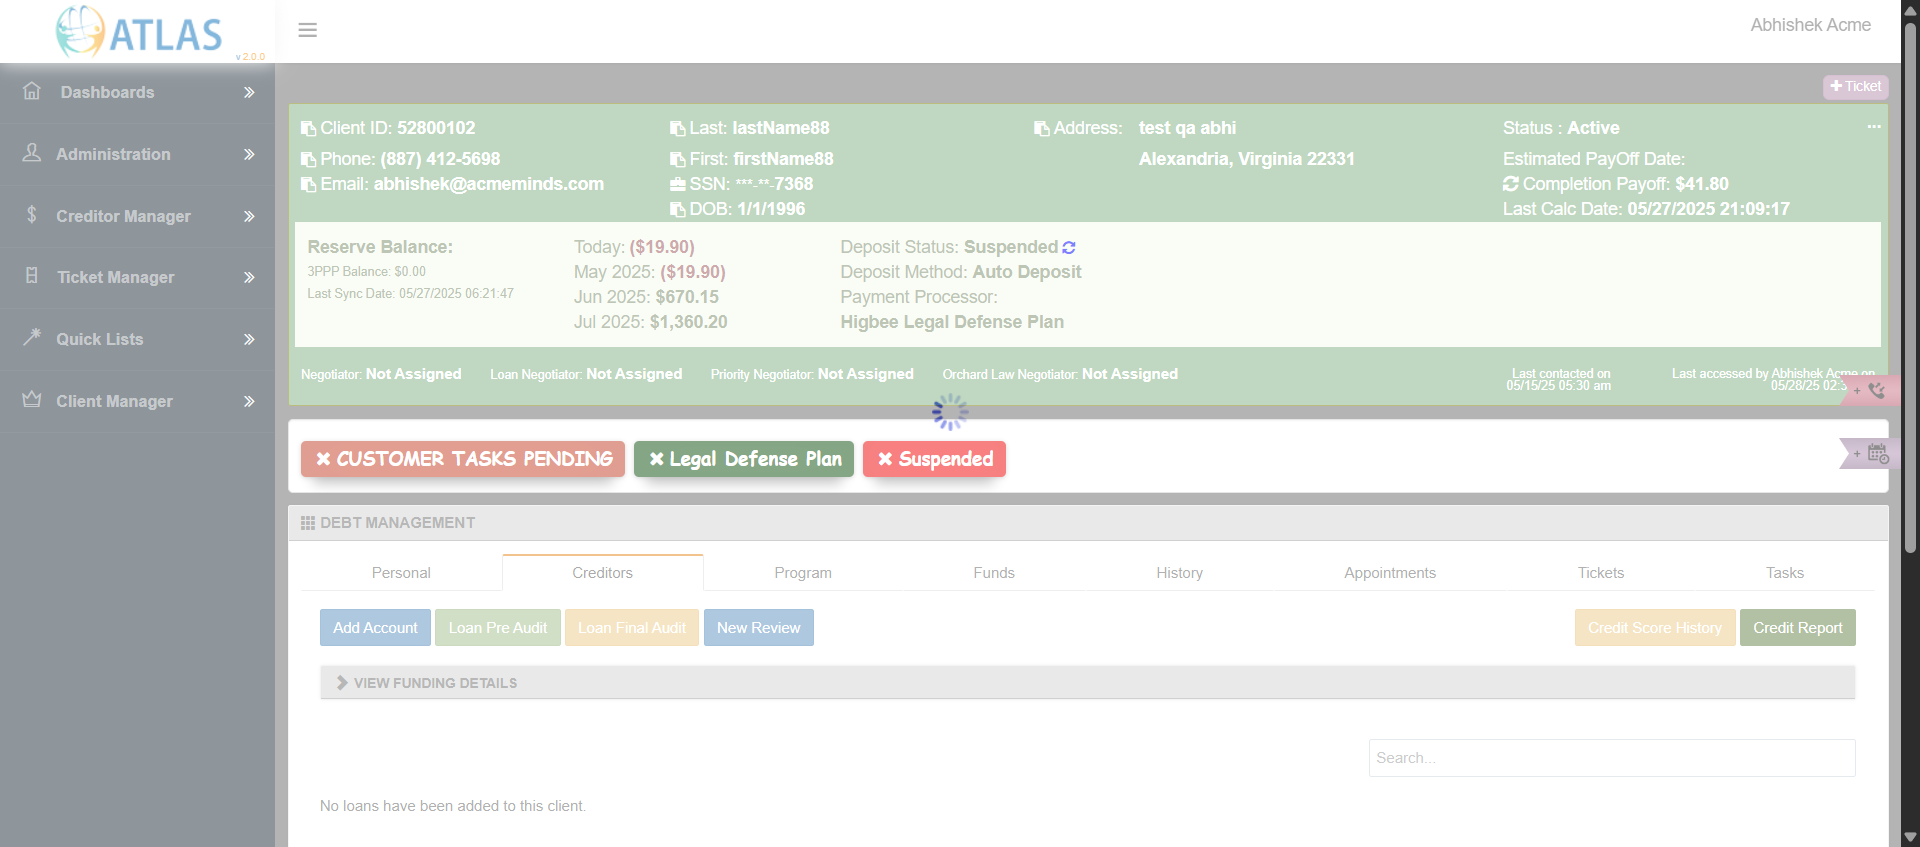 ATLAS
v 2.0.0
Abhishek Acme
Dashboards
Administration
Creditor Manager
Ticket Manager
Quick Lists
Client Manager
Ticket
Client ID: 52800102
Phone: (887) 412-5698
Email: abhishek@acmeminds.com
Last: lastName88
First: firstName88
SSN: ***-**-7368
DOB: 1/1/1996
Address: test qa abhi
Alexandria, Virginia 22331
Status : Active
Estimated PayOff Date:
Completion Payoff: $41.80
Last Calc Date: 05/27/2025 21:09:17
Reserve Balance:
3PPP Balance: $0.00
Last Sync Date: 05/27/2025 06:21:47
Today: ($19.90)
May 2025: ($19.90)
Jun 2025: $670.15
Jul 2025: $1,360.20
Deposit Status: Suspended
Deposit Method: Auto Deposit
Payment Processor:
Higbee Legal Defense Plan
Negotiator: Not Assigned
Loan Negotiator: Not Assigned
Priority Negotiator: Not Assigned
Orchard Law Negotiator: Not Assigned
Last contacted on
05/15/25 05:30 am
Last accessed by Abhishek Acme on
05/28/25
CUSTOMER TASKS PENDING
Legal Defense Plan
Suspended
DEBT MANAGEMENT
Personal
Creditors
Program
Funds
History
Appointments
Tickets
Tasks
Add Account
Loan Pre Audit
Loan Final Audit
New Review
Credit Score History
Credit Report
VIEW FUNDING DETAILS
Search...
No loans have been added to this client.